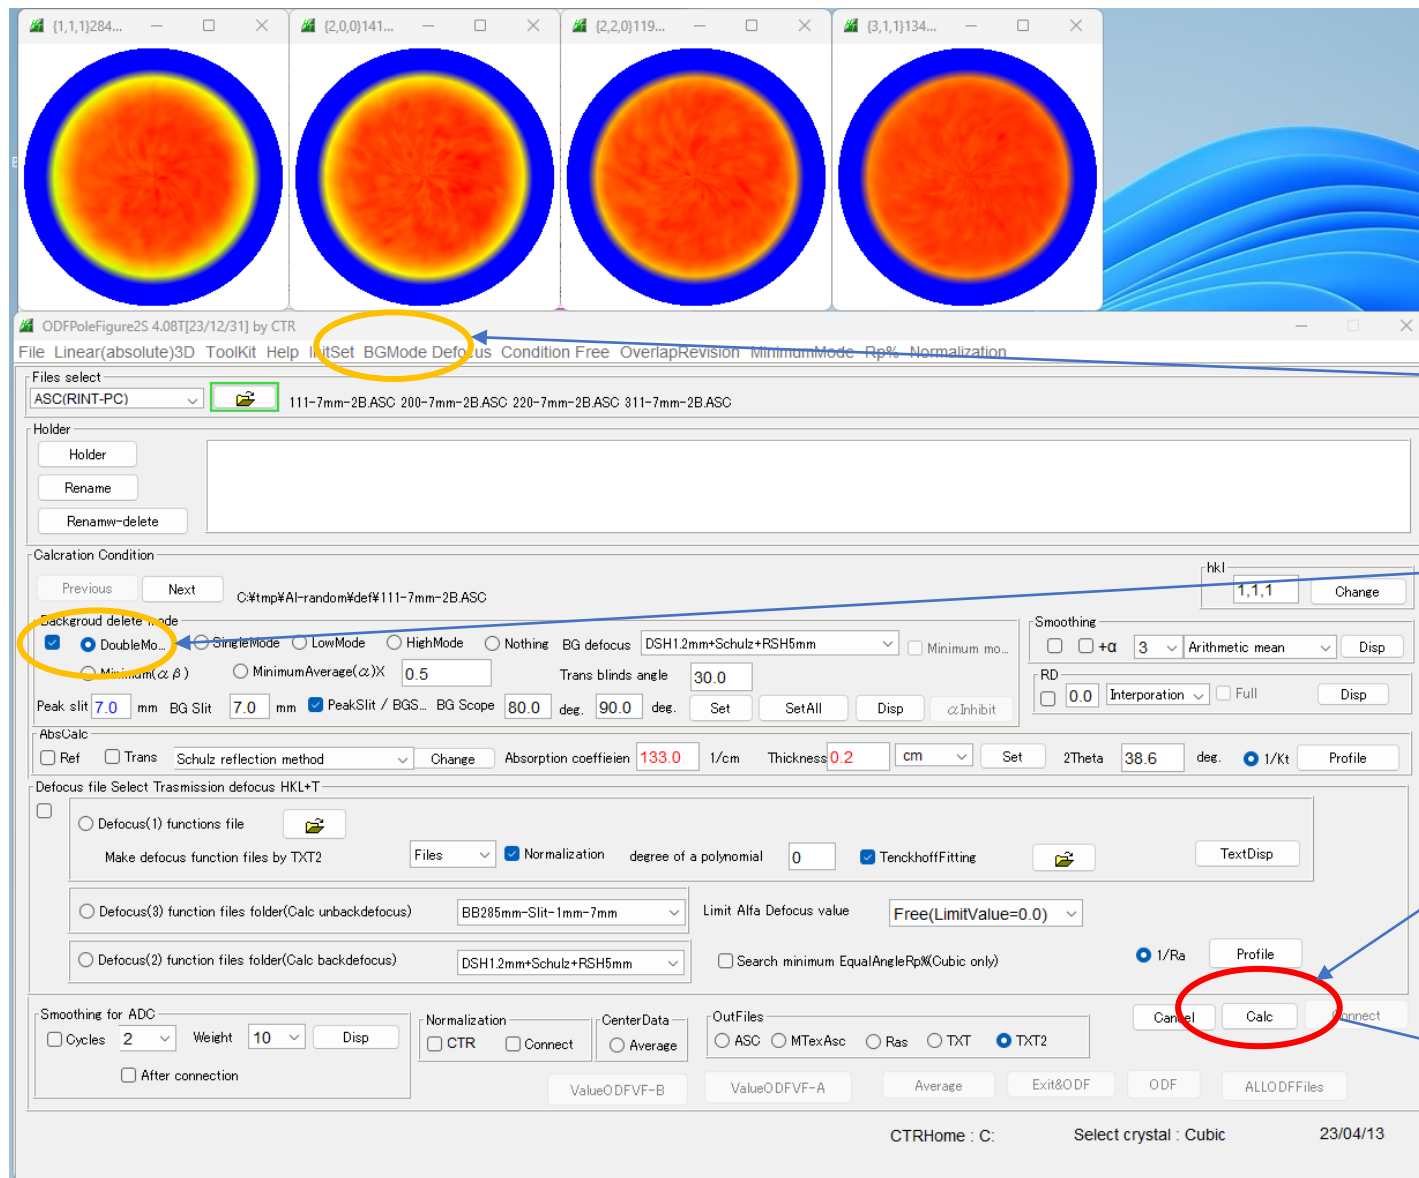 {1,1,1}284...
{2,0,0}141...
{2,2,0}119...
{3,1,1}134...
ODFPoleFigure2S 4.08T[23/12/31] by CTR
File Linear(absolute)3D ToolKit Help InitSet BGMode Defocus Condition Free OverlapRevision MinimumMode Rp% Normalization
Files select
ASC(RINT-PC) 111-7mm-2B.ASC 200-7mm-2B.ASC 220-7mm-2B.ASC 311-7mm-2B.ASC
Holder
Holder
Rename
Renamw-delete
Calcration Condition
Previous Next C:¥tmp¥Al-random¥def¥111-7mm-2B.ASC
hkl
1,1,1 Change
Backgroud delete mode
DoubleMo... SingleMode LowMode HighMode Nothing BG defocus DSH1.2mm+Schulz+RSH5mm Minimum mo...
Minimum(αβ) MinimumAverage(α)X 0.5 Trans blinds angle 30.0
Peak slit 7.0 mm BG Slit 7.0 mm PeakSlit / BGS... BG Scope 80.0 deg. 90.0 deg. Set SetAll Disp αInhibit
Smoothing
+α 3 Arithmetic mean Disp
RD
0.0 Interporation Full Disp
AbsCalc
Ref Trans Schulz reflection method Change Absorption coeffieien 133.0 1/cm Thickness 0.2 cm Set 2Theta 38.6 deg. 1/Kt Profile
Defocus file Select Trasmission defocus HKL+T
Defocus(1) functions file
Make defocus function files by TXT2 Files Normalization degree of a polynomial 0 TenckhoffFitting TextDisp
Defocus(3) function files folder(Calc unbackdefocus) BB285mm-Slit-1mm-7mm Limit Alfa Defocus value Free(LimitValue=0.0)
Defocus(2) function files folder(Calc backdefocus) DSH1.2mm+Schulz+RSH5mm Search minimum EqualAngleRp%(Cubic only) 1/Ra Profile
Smoothing for ADC
Cycles 2 Weight 10 Disp
After connection
Normalization
CTR Connect
CenterData
Average
OutFiles
ASC MTexAsc Ras TXT TXT2
Cancel Calc Connect
ValueODFVF-B ValueODFVF-A Average Exit&ODF ODF ALLODFFiles
CTRHome : C: Select crystal : Cubic 23/04/13